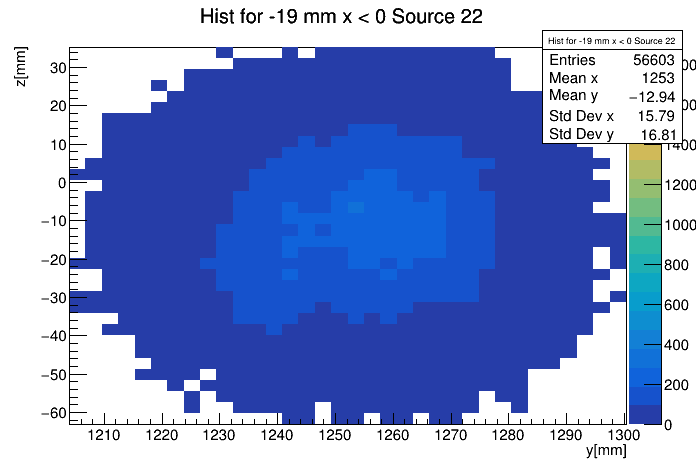 Hist for -19 mm x < 0 Source 22
z[mm]
Hist for -19 mm x < 0 Source 22
Entries 56603
Mean x 1253
Mean y −12.94
Std Dev x 15.79
Std Dev y 16.81
30
20
10
0
−10
−20
−30
−40
−50
−60
1400
1200
1000
800
600
400
200
0
1210 1220 1230 1240 1250 1260 1270 1280 1290 1300
y[mm]